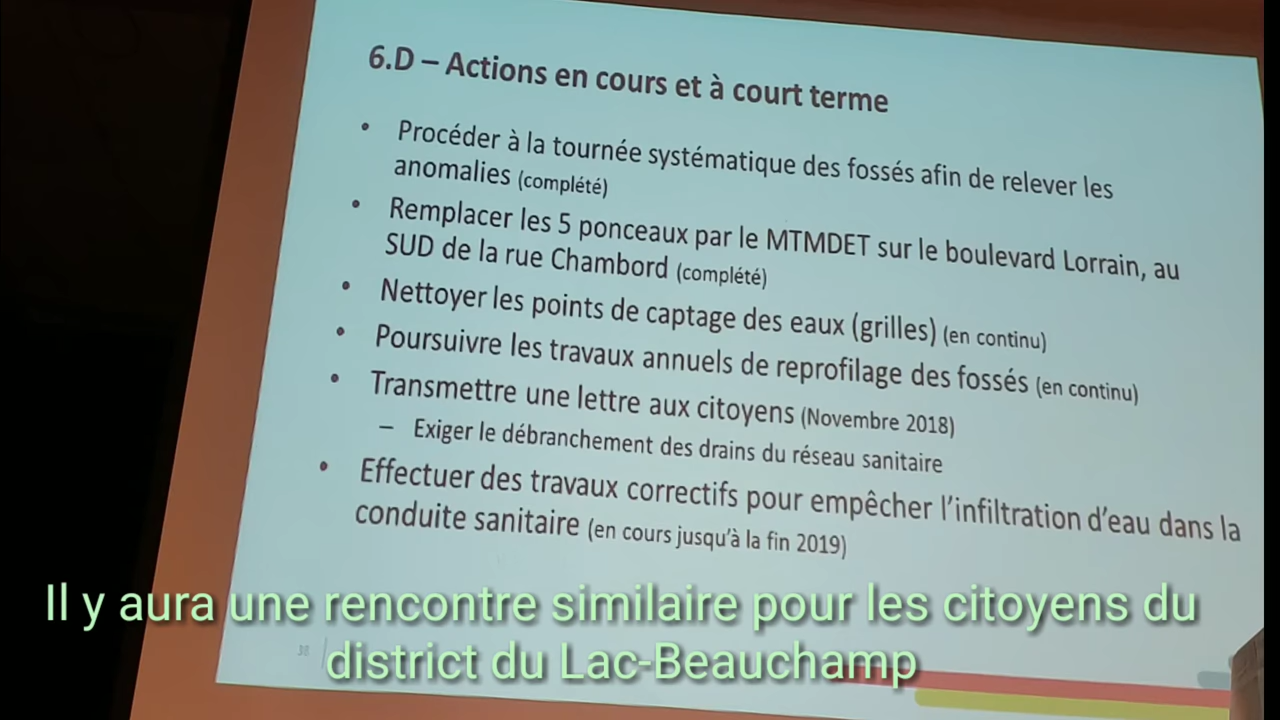 6.D – Actions en cours et à court terme
• Procéder à la tournée systématique des fossés afin de relever les
anomalies (complété)
• Remplacer les 5 ponceaux par le MTMDET sur le boulevard Lorrain, au
SUD de la rue Chambord (complété)
• Nettoyer les points de captage des eaux (grilles) (en continu)
• Poursuivre les travaux annuels de reprofilage des fossés (en continu)
• Transmettre une lettre aux citoyens (Novembre 2018)
– Exiger le débranchement des drains du réseau sanitaire
• Effectuer des travaux correctifs pour empêcher l'infiltration d'eau dans la
conduite sanitaire (en cours jusqu'à la fin 2019)
Il y aura une rencontre similaire pour les citoyens du
district du Lac-Beauchamp